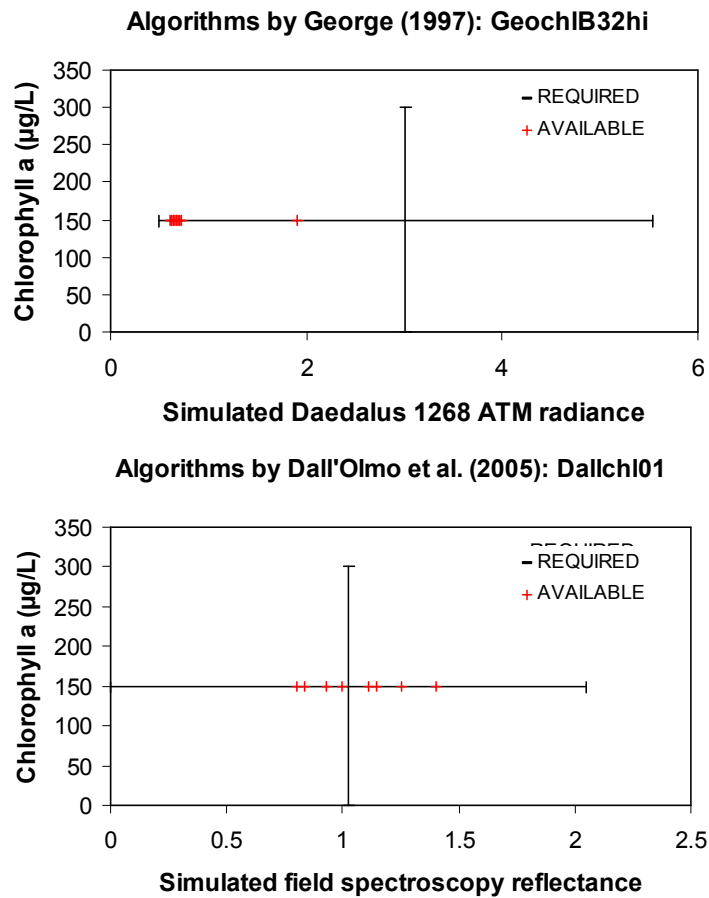 Algorithms by George (1997): GeochlB32hi
350
300
250
200
150
100
50
0
Chlorophyll a (µg/L)
REQUIRED
AVAILABLE
0 2 4 6
Simulated Daedalus 1268 ATM radiance
Algorithms by Dall'Olmo et al. (2005): Dallchl01
350
300
250
200
150
100
50
0
Chlorophyll a (µg/L)
REQUIRED
REQUIRED
AVAILABLE
0 0.5 1 1.5 2 2.5
Simulated field spectroscopy reflectance